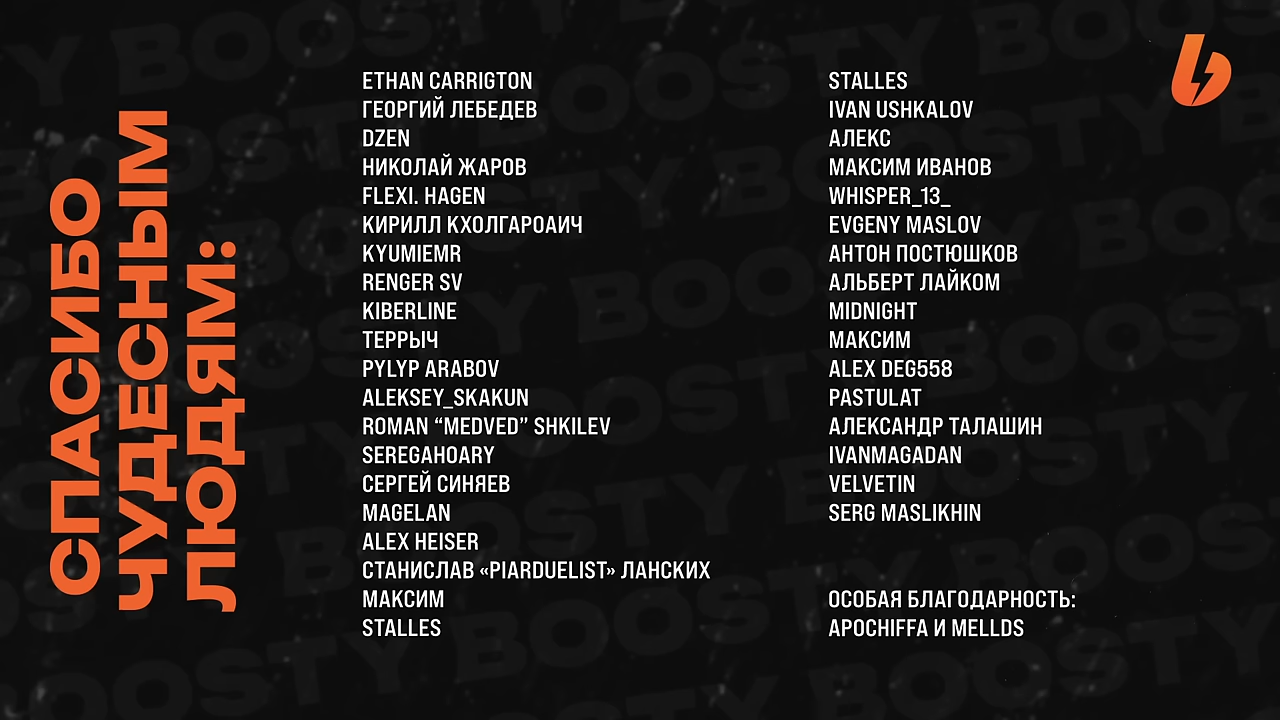 СПАСИБО
ЧУДЕСНЫМ
ЛЮДЯМ:
ETHAN CARRIGTON
ГЕОРГИЙ ЛЕБЕДЕВ
DZEN
НИКОЛАЙ ЖАРОВ
FLEXI. HAGEN
КИРИЛЛ КХОЛГАРОАИЧ
KYUMIEMR
RENGER SV
KIBERLINE
ТЕРРЫЧ
PYLYP ARABOV
ALEKSEY_SKAKUN
ROMAN “MEDVED” SHKILEV
SEREGAHOARY
СЕРГЕЙ СИНЯЕВ
MAGELAN
ALEX HEISER
СТАНИСЛАВ «PIARDUELIST» ЛАНСКИХ
МАКСИМ
STALLES
STALLES
IVAN USHKALOV
АЛЕКС
МАКСИМ ИВАНОВ
WHISPER_13_
EVGENY MASLOV
АНТОН ПОСТЮШКОВ
АЛЬБЕРТ ЛАЙКОМ
MIDNIGHT
МАКСИМ
ALEX DEG558
PASTULAT
АЛЕКСАНДР ТАЛАШИН
IVANMAGADAN
VELVETIN
SERG MASLIKHIN
ОСОБАЯ БЛАГОДАРНОСТЬ:
APOCHIFFA И MELLDS